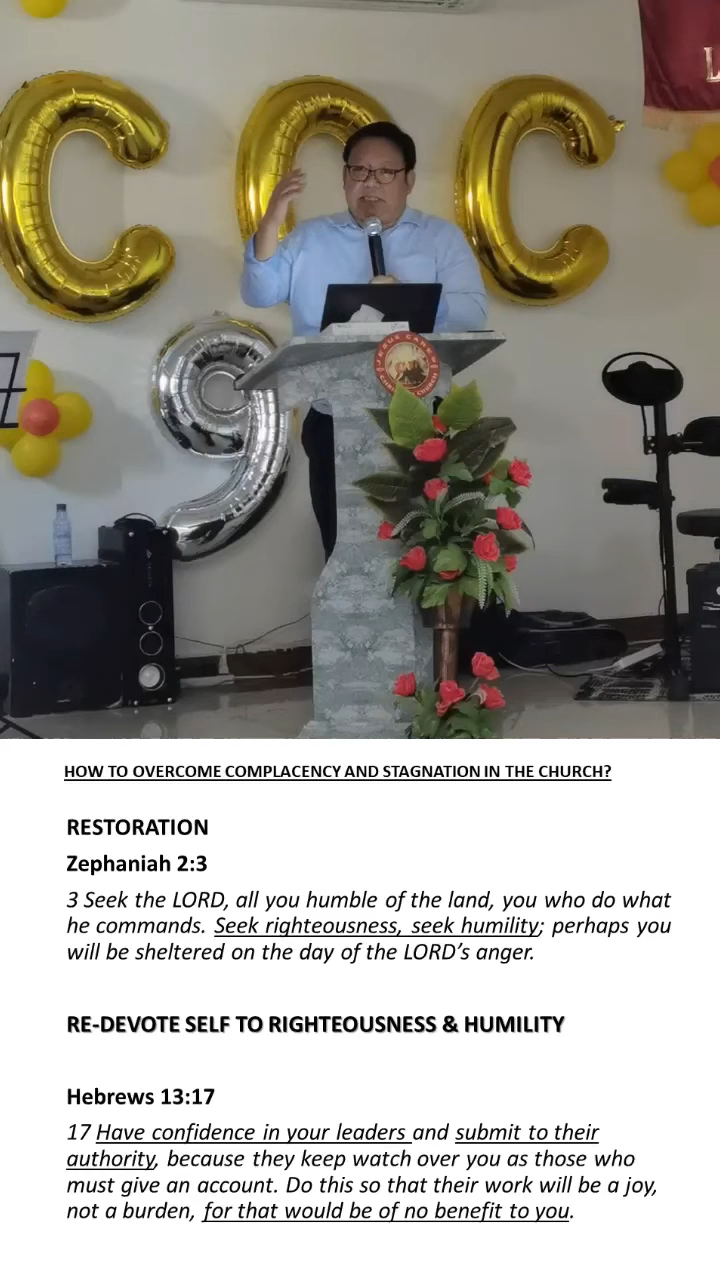 C C C
9
L
JESUS CARES
CHURCH
HOW TO OVERCOME COMPLACENCY AND STAGNATION IN THE CHURCH?
RESTORATION
Zephaniah 2:3
3 Seek the LORD, all you humble of the land, you who do what
he commands. Seek righteousness, seek humility; perhaps you
will be sheltered on the day of the LORD’s anger.
RE-DEVOTE SELF TO RIGHTEOUSNESS & HUMILITY
Hebrews 13:17
17 Have confidence in your leaders and submit to their
authority, because they keep watch over you as those who
must give an account. Do this so that their work will be a joy,
not a burden, for that would be of no benefit to you.